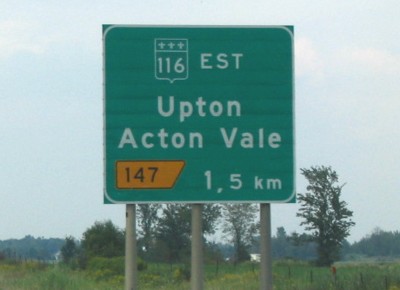 116 EST
Upton
Acton Vale
147 1,5 km